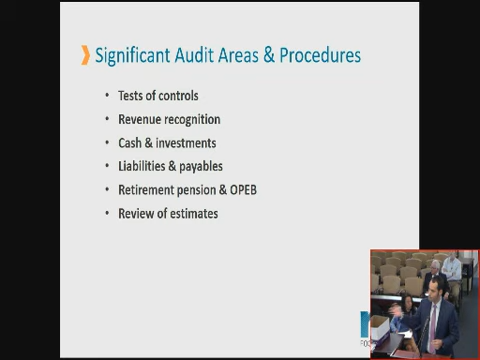 Significant Audit Areas & Procedures
• Tests of controls
• Revenue recognition
• Cash & investments
• Liabilities & payables
• Retirement pension & OPEB
• Review of estimates